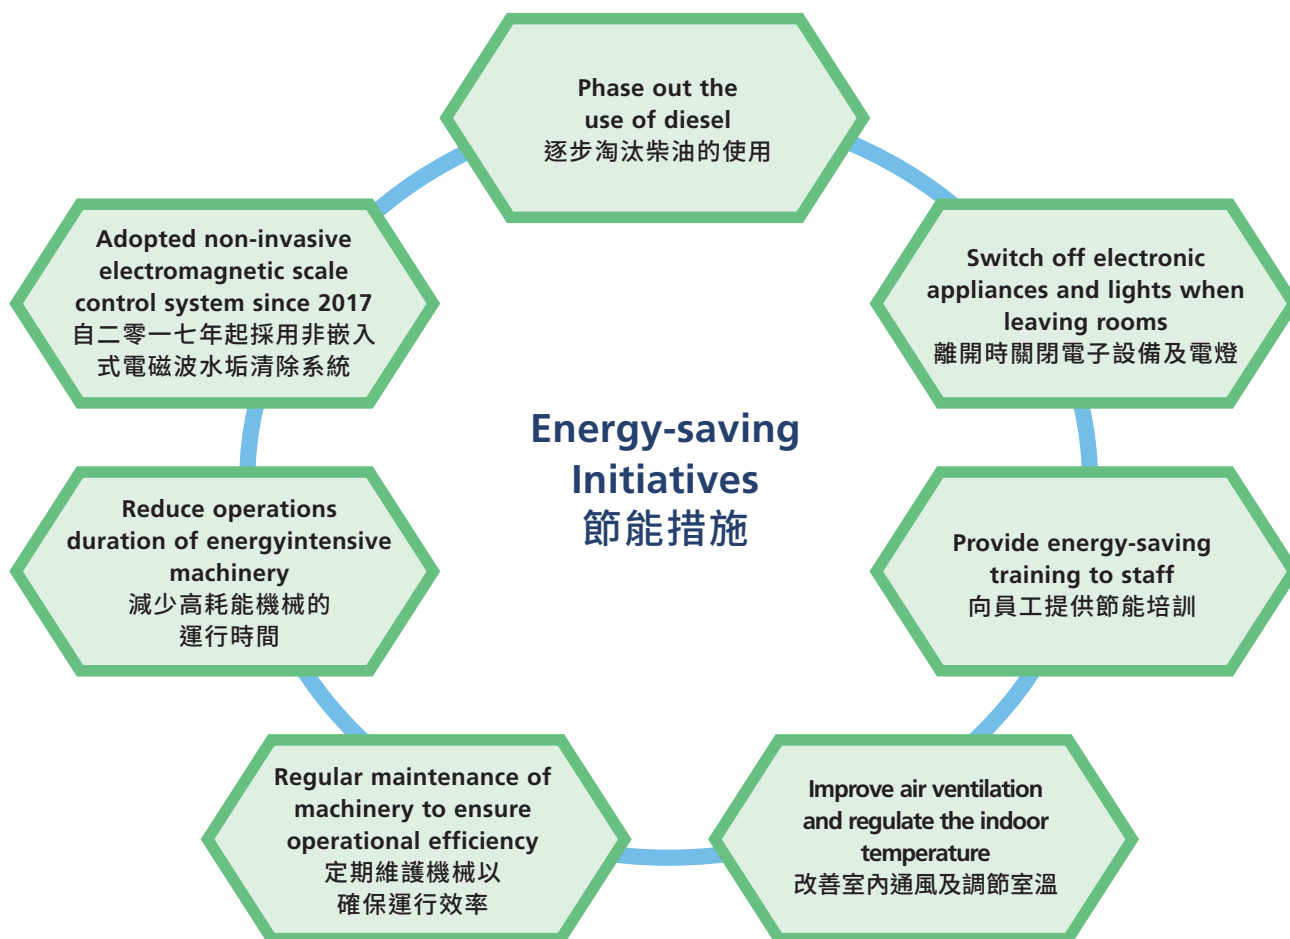 Phase out the
use of diesel
逐步淘汰柴油的使用
Switch off electronic
appliances and lights when
leaving rooms
離開時關閉電子設備及電燈
Provide energy-saving
training to staff
向員工提供節能培訓
Improve air ventilation
and regulate the indoor
temperature
改善室內通風及調節室溫
Regular maintenance of
machinery to ensure
operational efficiency
定期維護機械以
確保運行效率
Reduce operations
duration of energyintensive
machinery
減少高耗能機械的
運行時間
Adopted non-invasive
electromagnetic scale
control system since 2017
自二零一七年起採用非嵌入
式電磁波水垢清除系統
Energy-saving
Initiatives
節能措施